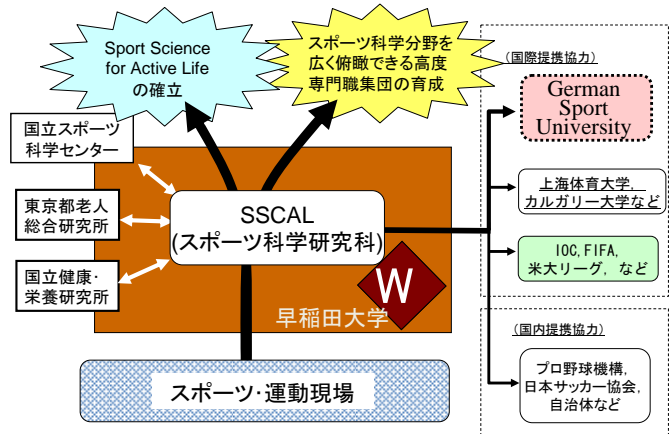 Sport Science
for Active Life
の確立
スポーツ科学分野を
広く俯瞰できる高度
専門職集団の育成
(国際提携協力)
German
Sport
University
国立スポーツ
科学センター
東京都老人
総合研究所
国立健康・
栄養研究所
SSCAL
(スポーツ科学研究科)
上海体育大学,
カルガリー大学など
IOC,FIFA,
米大リーグ, など
W
早稲田大学
(国内提携協力)
プロ野球機構,
日本サッカー協会,
自治体など
スポーツ・運動現場